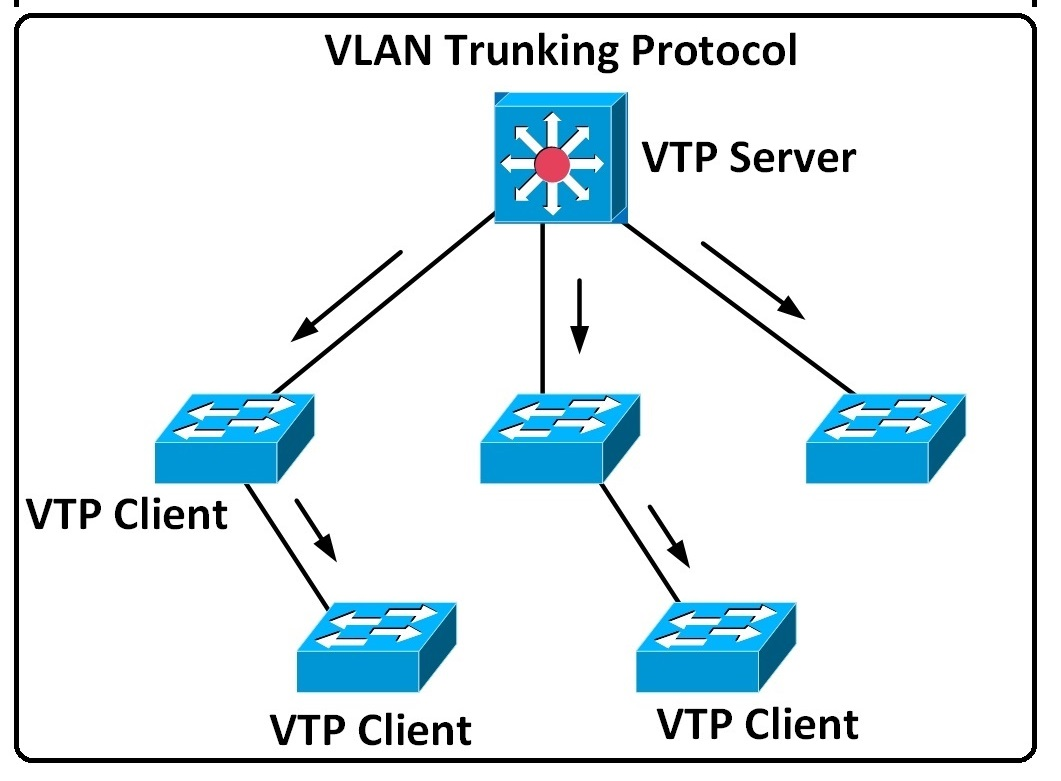 VLAN Trunking Protocol
VTP Server
VTP Client
VTP Client
VTP Client